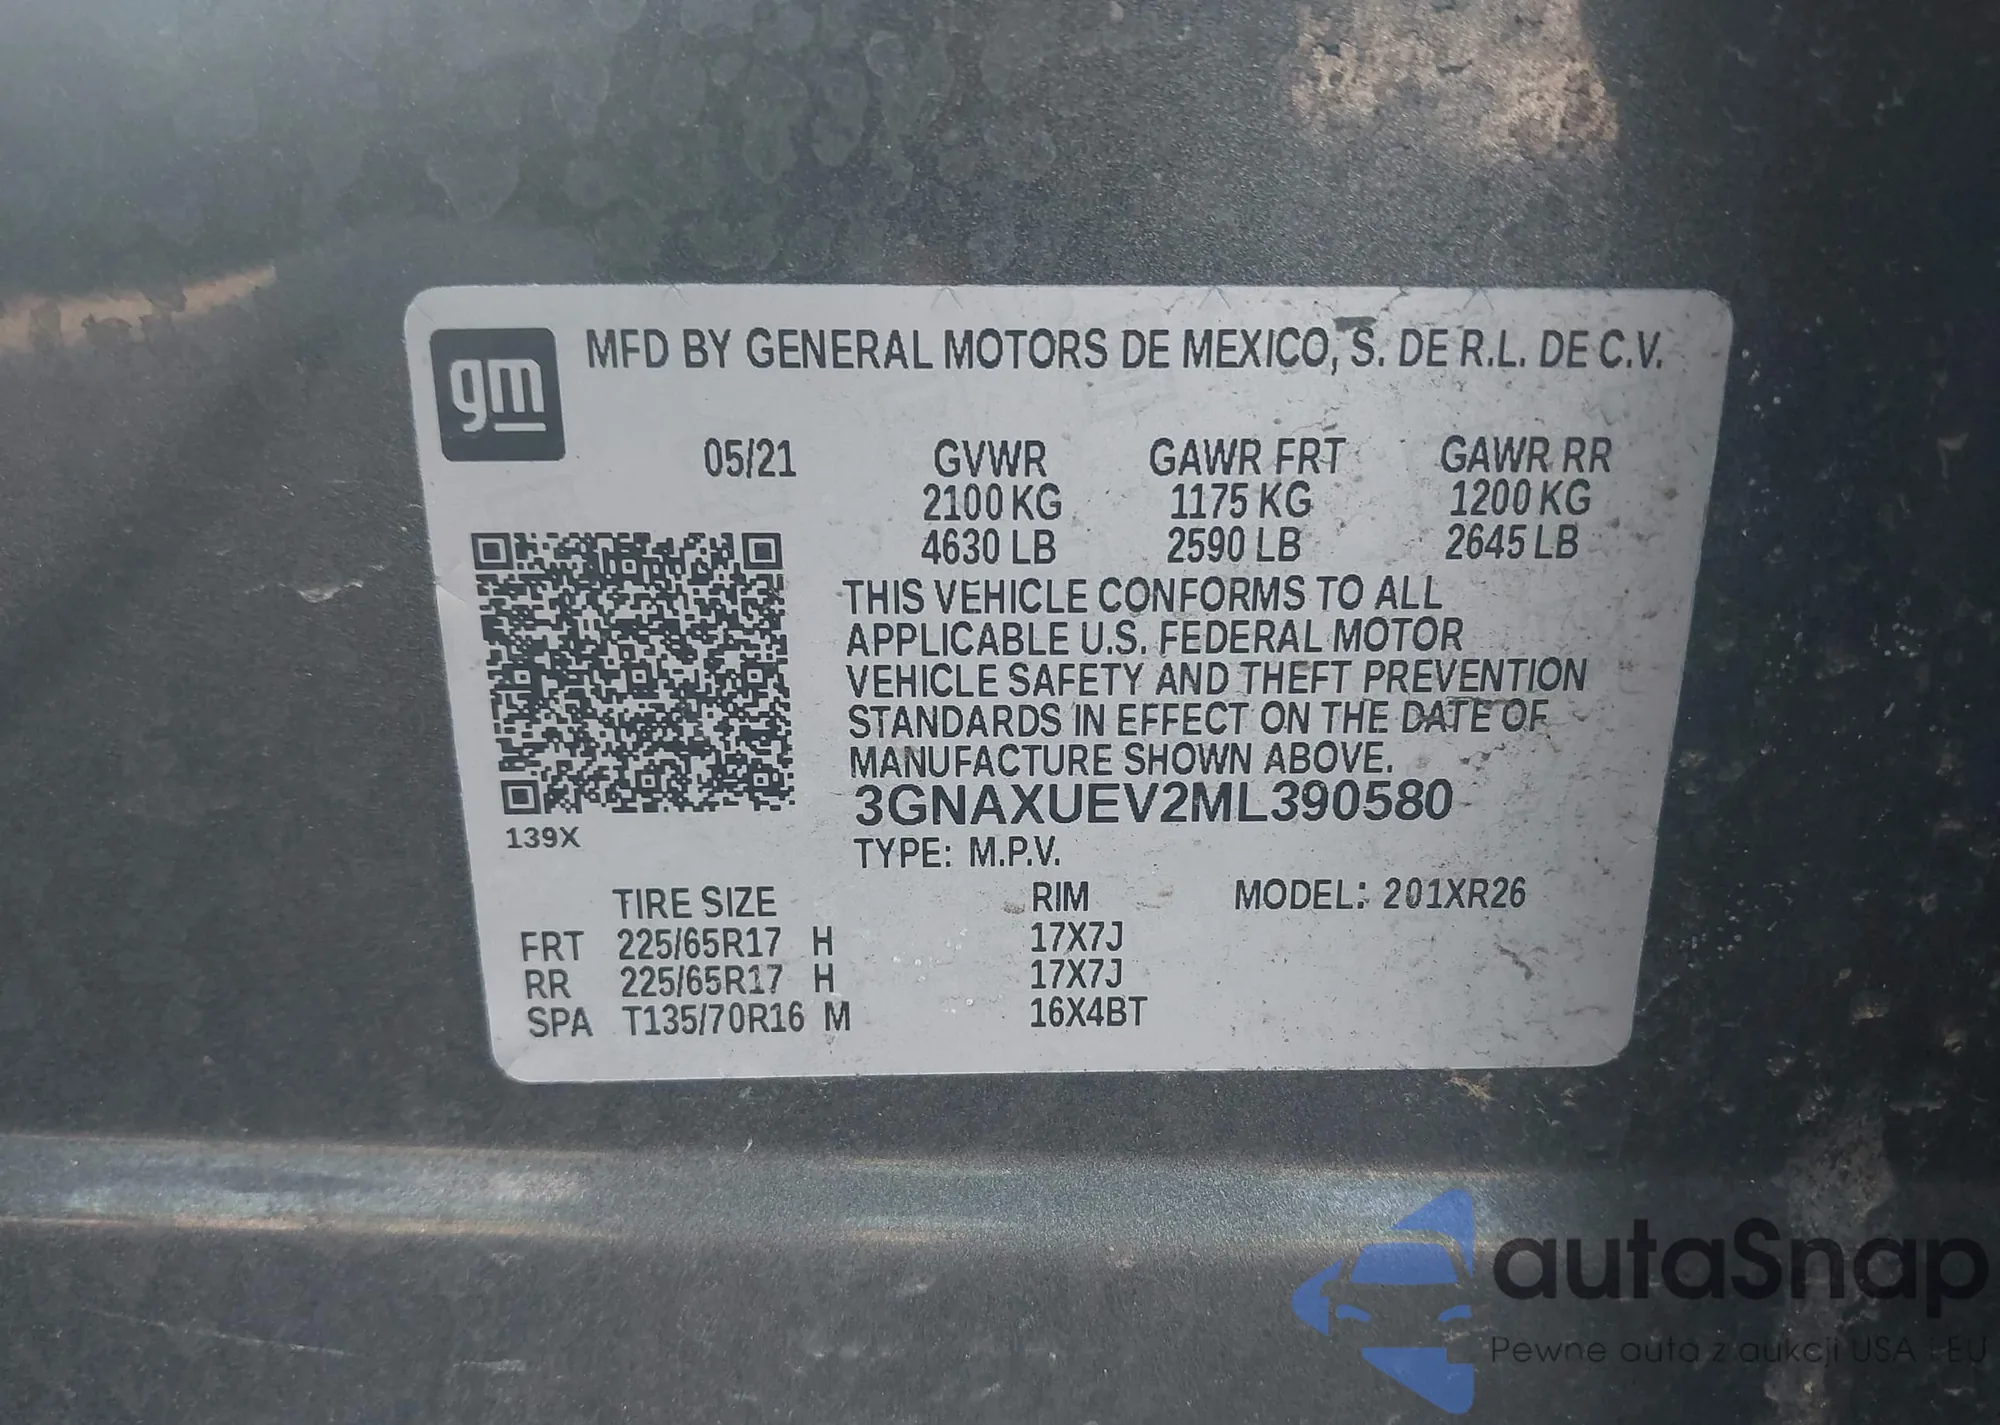 gm
MFD BY GENERAL MOTORS DE MEXICO, S. DE R.L. DE C.V.
05/21 GVWR GAWR FRT GAWR RR
2100 KG 1175 KG 1200 KG
4630 LB 2590 LB 2645 LB
THIS VEHICLE CONFORMS TO ALL
APPLICABLE U.S. FEDERAL MOTOR
VEHICLE SAFETY AND THEFT PREVENTION
STANDARDS IN EFFECT ON THE DATE OF
MANUFACTURE SHOWN ABOVE.
3GNAXUEV2ML390580
139X
TYPE: M.P.V.
TIRE SIZE RIM MODEL: 201XR26
FRT 225/65R17 H 17X7J
RR 225/65R17 H 17X7J
SPA T135/70R16 M 16X4BT
autaSnap
Pewne auta z aukcji USA i EU